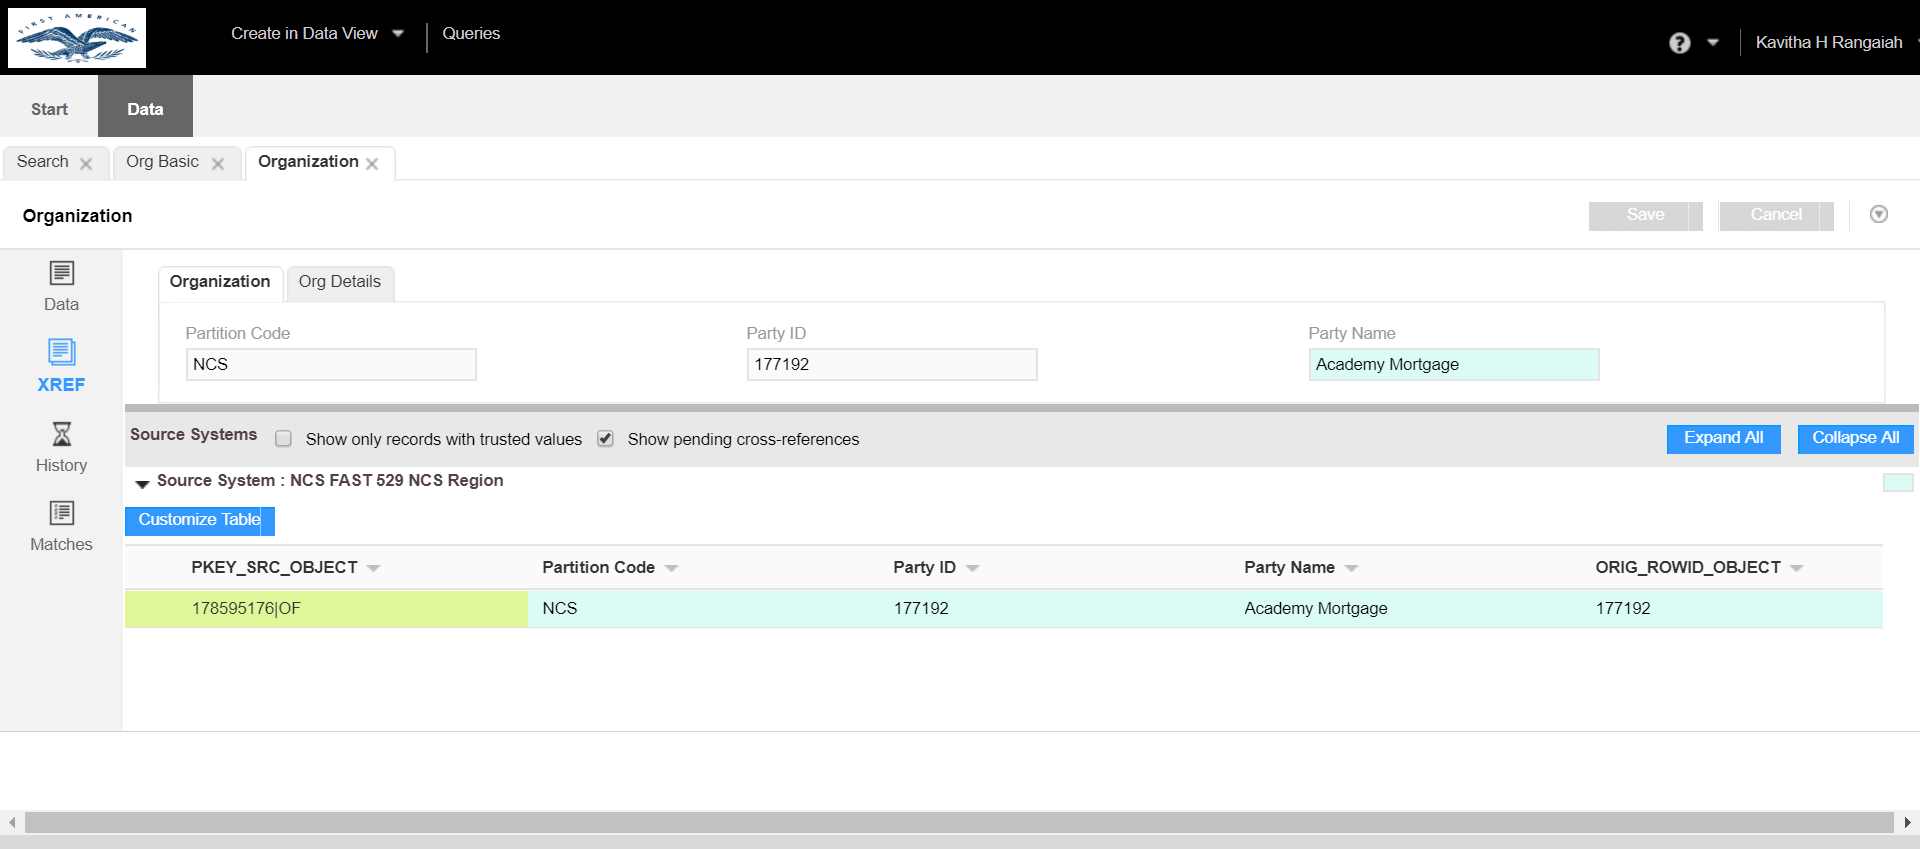 FIRST AMERICAN
Create in Data View
Queries
?
Kavitha H Rangaiah
Start
Data
Search
Org Basic
Organization
Organization
Save
Cancel
Data
XREF
History
Matches
Organization
Org Details
Partition Code
Party ID
Party Name
NCS
177192
Academy Mortgage
Source Systems
Show only records with trusted values
Show pending cross-references
Expand All
Collapse All
Source System : NCS FAST 529 NCS Region
Customize Table
PKEY_SRC_OBJECT
Partition Code
Party ID
Party Name
ORIG_ROWID_OBJECT
178595176|OF
NCS
177192
Academy Mortgage
177192